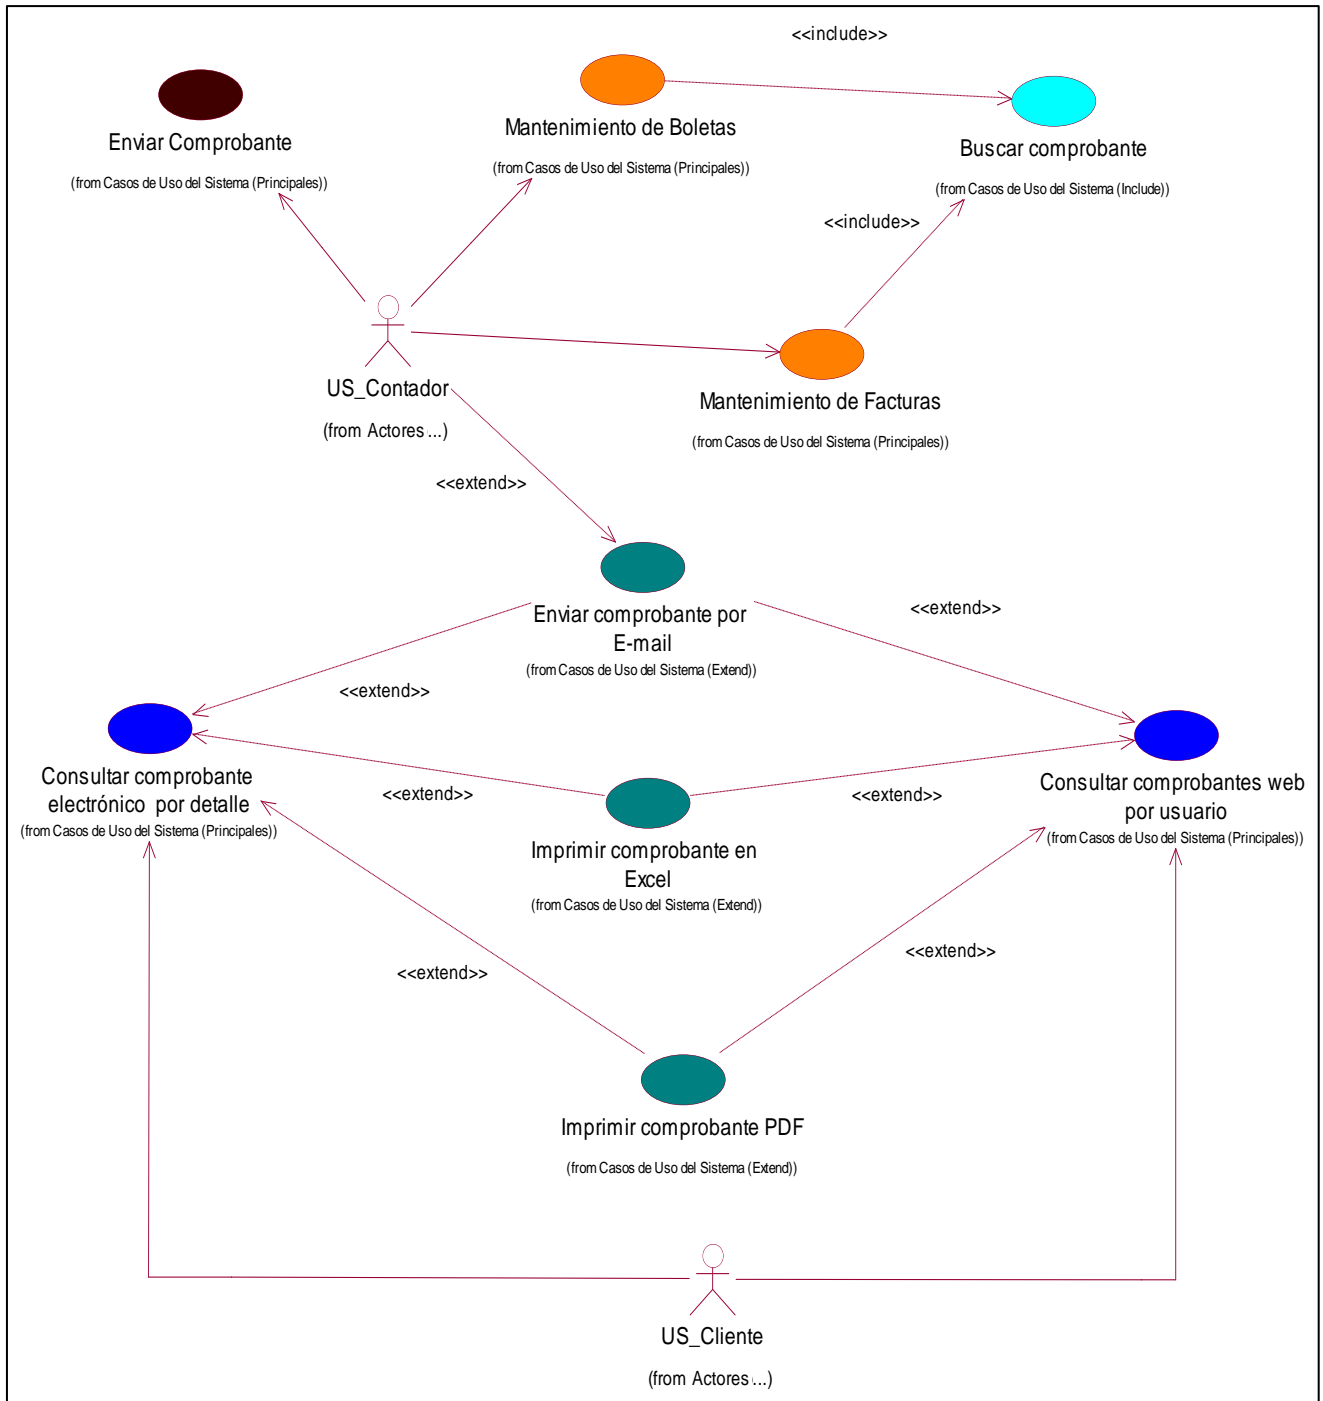 <<include>>
Enviar Comprobante
(from Casos de Uso del Sistema (Principales))
Mantenimiento de Boletas
(from Casos de Uso del Sistema (Principales))
Buscar comprobante
(from Casos de Uso del Sistema (Include))
<<include>>
US_Contador
(from Actores ...)
Mantenimiento de Facturas
(from Casos de Uso del Sistema (Principales))
<<extend>>
Enviar comprobante por
E-mail
(from Casos de Uso del Sistema (Extend))
<<extend>>
<<extend>>
Consultar comprobante
electrónico por detalle
(from Casos de Uso del Sistema (Principales))
<<extend>>
Imprimir comprobante en
Excel
(from Casos de Uso del Sistema (Extend))
<<extend>>
Consultar comprobantes web
por usuario
(from Casos de Uso del Sistema (Principales))
<<extend>>
<<extend>>
Imprimir comprobante PDF
(from Casos de Uso del Sistema (Extend))
US_Cliente
(from Actores ...)